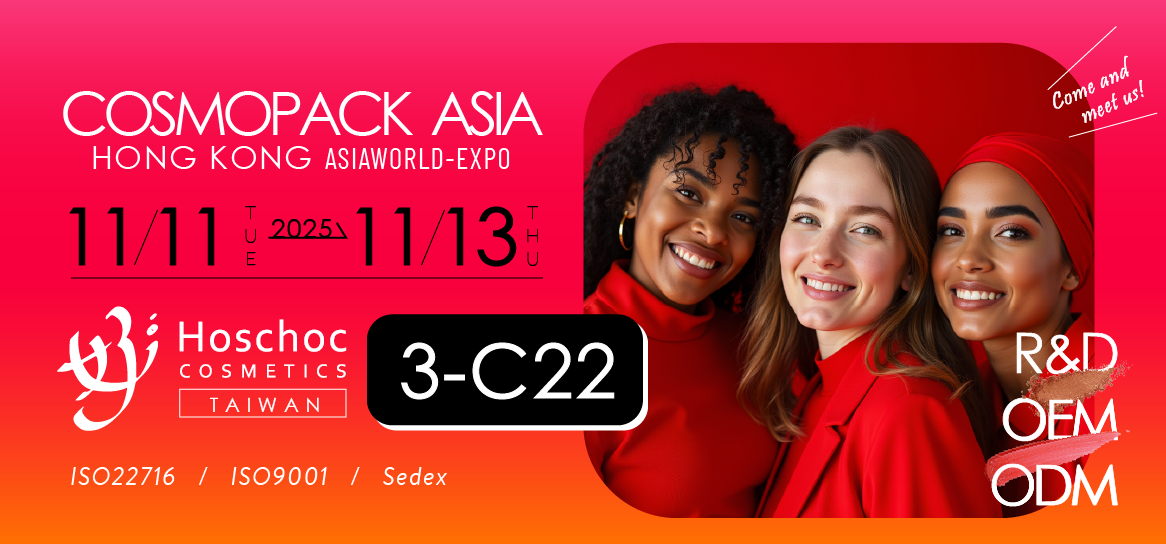 COSMOPACK ASIA
HONG KONG ASIAWORLD-EXPO
11/11 TUE 2025 11/13 THU
Hoschoc
COSMETICS
TAIWAN
3-C22
ISO22716 / ISO9001 / Sedex
Come and
meet us!
R&D
OEM
ODM